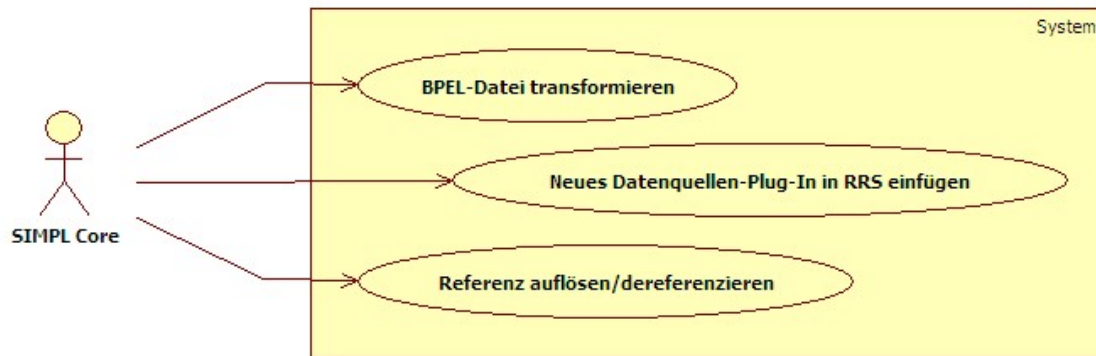 System
BPEL-Datei transformieren
Neues Datenquellen-Plug-In in RRS einfügen
SIMPL Core
Referenz auflösen/dereferenzieren